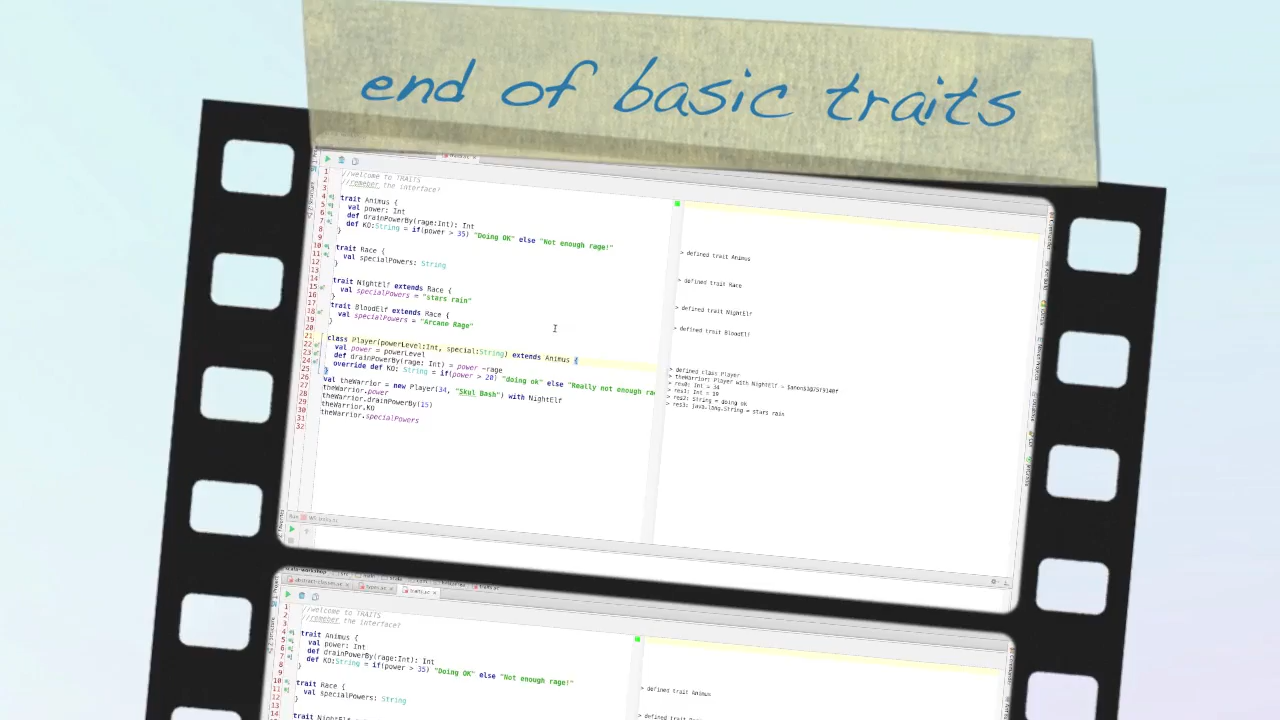 end of basic traits
//welcome to TRAITS
//remeber the interface?
trait Animus {
val power: Int
def drainPowerBy(rage:Int): Int
def KO:String = if(power > 35) "Doing OK" else "Not enough rage!"
}
trait Race {
val specialPowers: String
}
trait NightElf extends Race {
val specialPowers = "stars rain"
}
trait BloodElf extends Race {
val specialPowers = "Arcane Rage"
}
class Player(powerLevel:Int, special:String) extends Animus {
val power = powerLevel
def drainPowerBy(rage: Int) = power -rage
override def KO: String = if(power > 20) "doing ok" else "Really not enough ra
}
val theWarrior = new Player(34, "Skul Bash") with NightElf
theWarrior.power
theWarrior.drainPowerBy(15)
theWarrior.KO
theWarrior.specialPowers
> defined trait Animus
> defined trait Race
> defined trait NightElf
> defined trait BloodElf
> defined class Player
> res0: Int = 34
> res1: Int = 19
> res2: String = doing ok
> res3: java.lang.String = stars rain
//welcome to TRAITS
//remeber the interface?
trait Animus {
val power: Int
def drainPowerBy(rage:Int): Int
def KO:String = if(power > 35) "Doing OK" else "Not enough rage!"
}
trait Race {
val specialPowers: String
}
> defined trait Animus